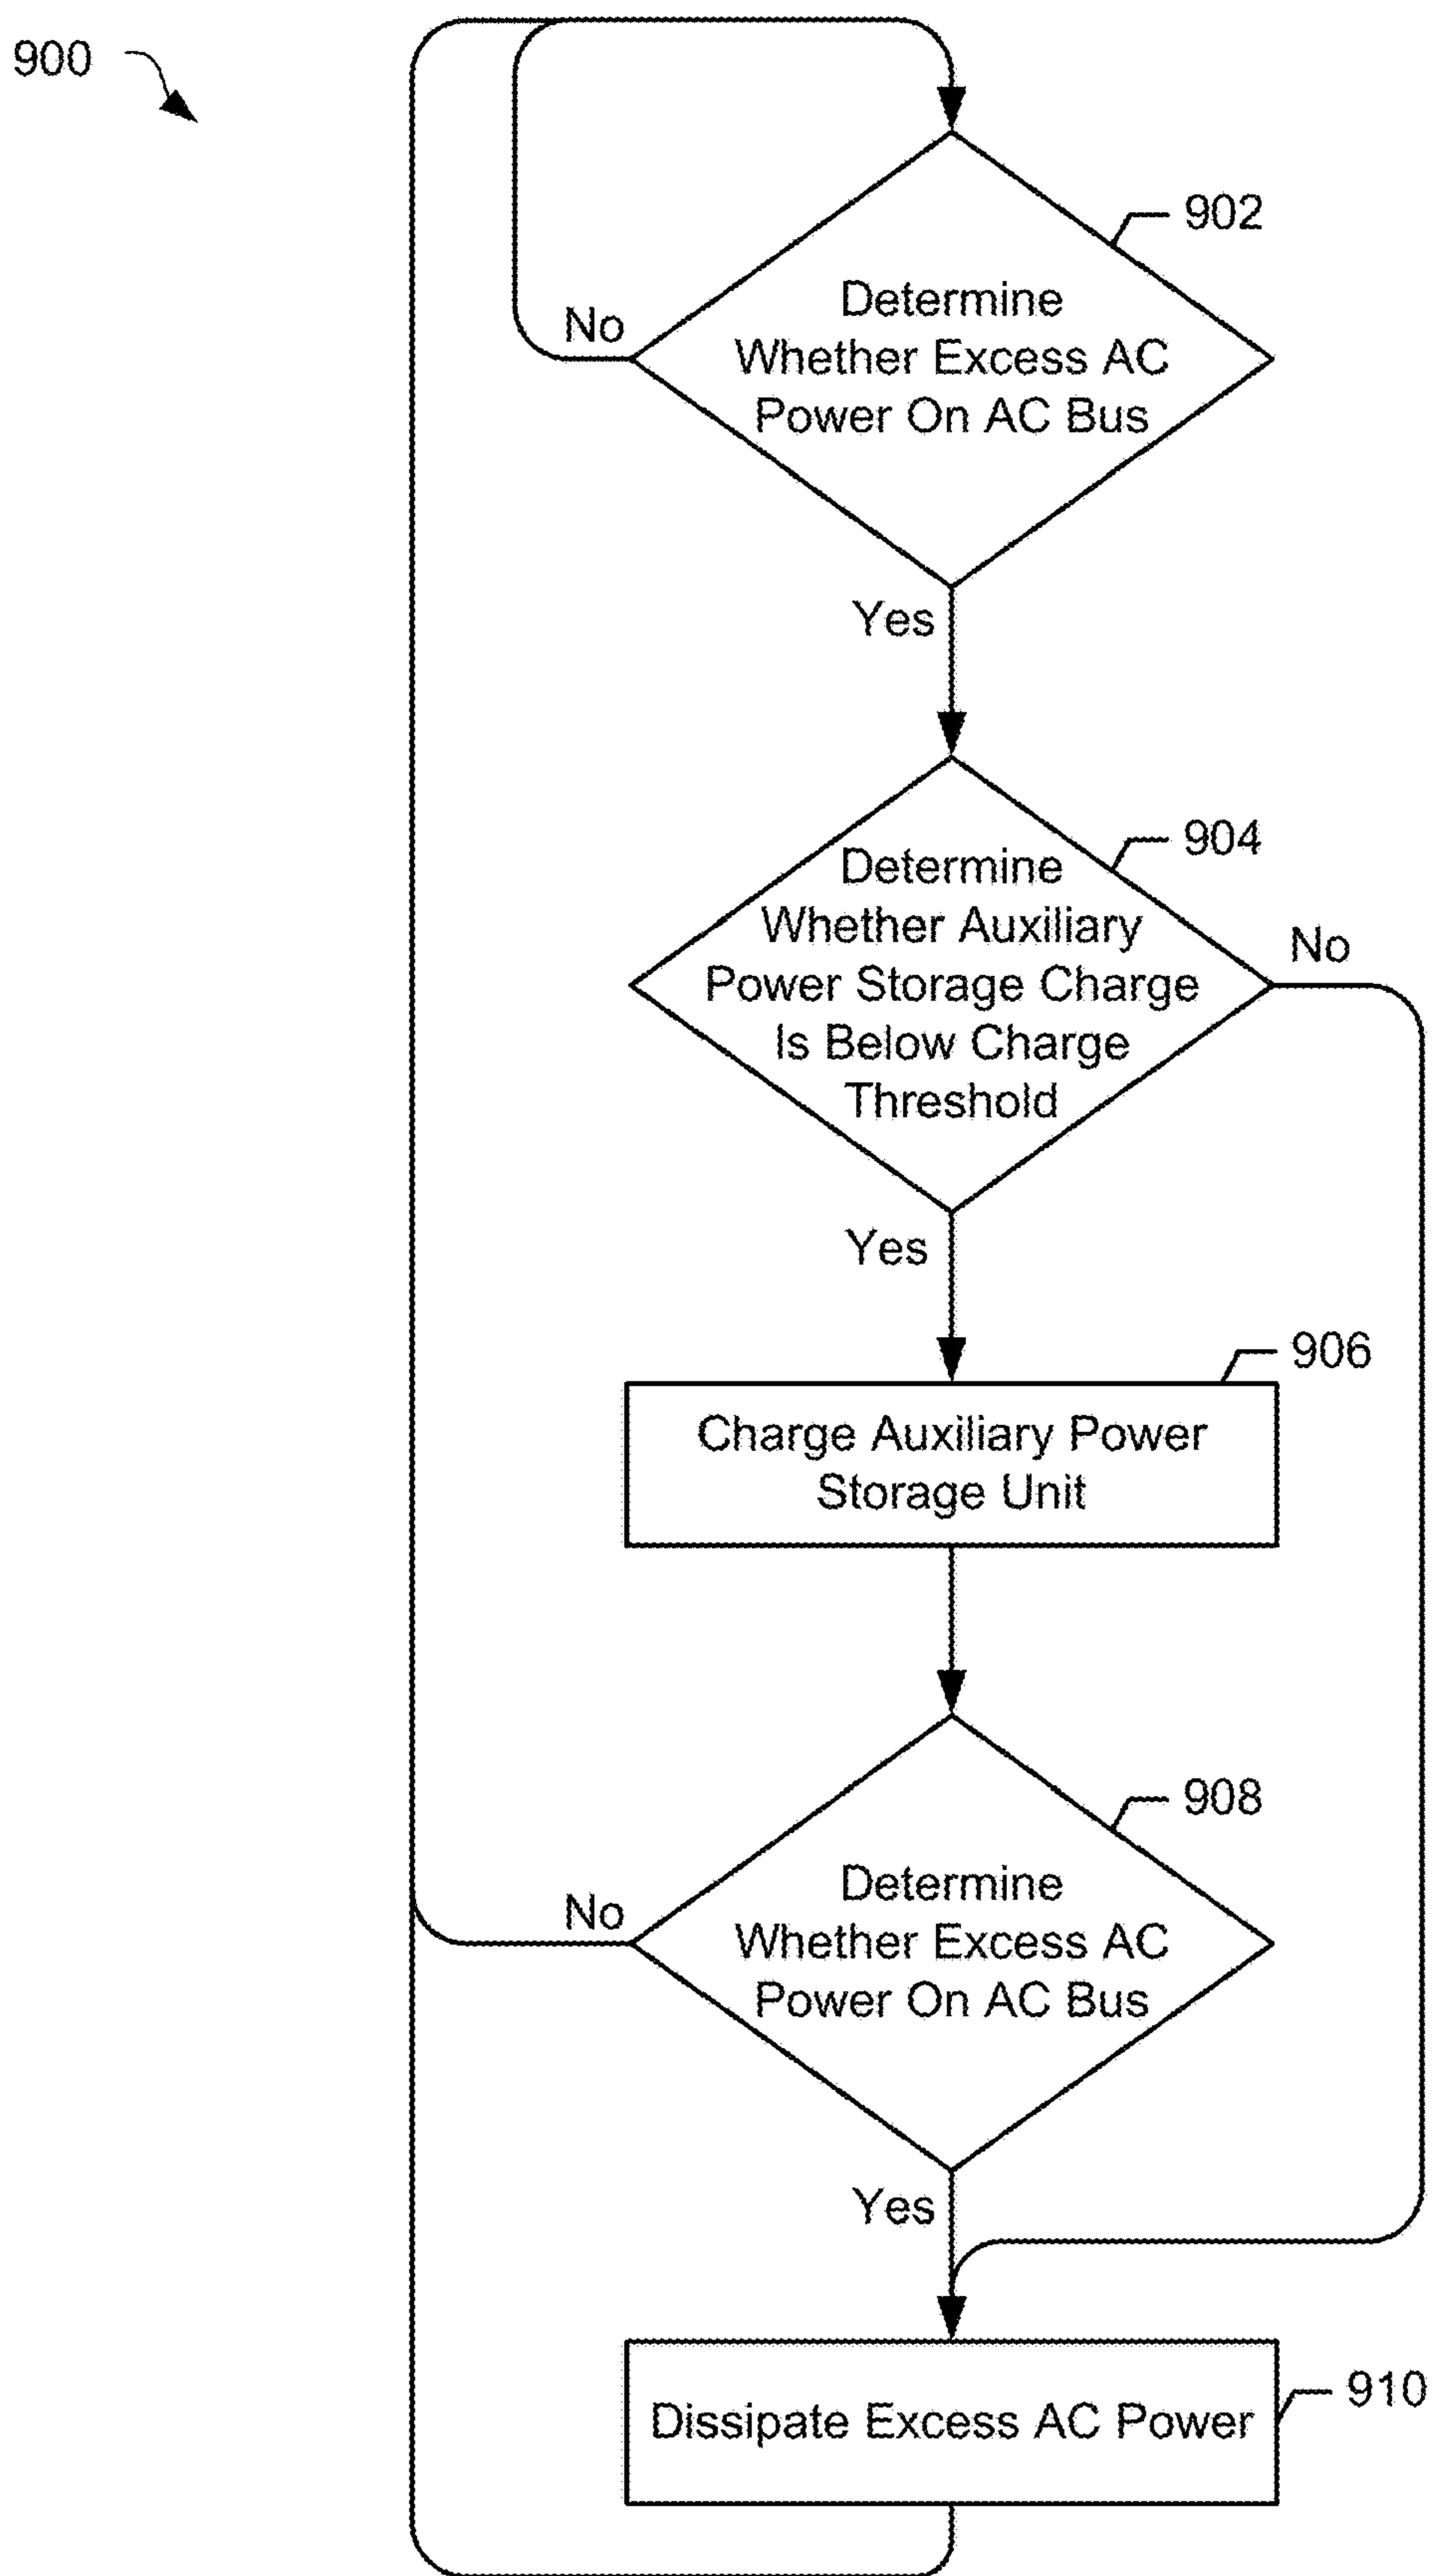 900
902
Determine
Whether Excess AC
Power On AC Bus
No
Yes
904
Determine
Whether Auxiliary
Power Storage Charge
Is Below Charge
Threshold
No
Yes
906
Charge Auxiliary Power
Storage Unit
908
Determine
Whether Excess AC
Power On AC Bus
No
Yes
910
Dissipate Excess AC Power